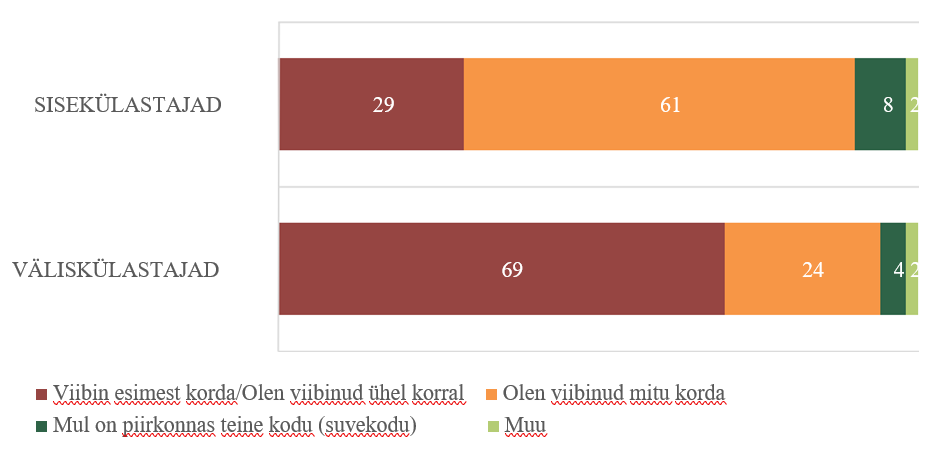 SISEKÜLASTAJAD
29 61 8 2
VÄLISKÜLASTAJAD
69 24 4 2
Viibin esimest korda/Olen viibinud ühel korral Olen viibinud mitu korda
Mul on piirkonnas teine kodu (suvekodu) Muu